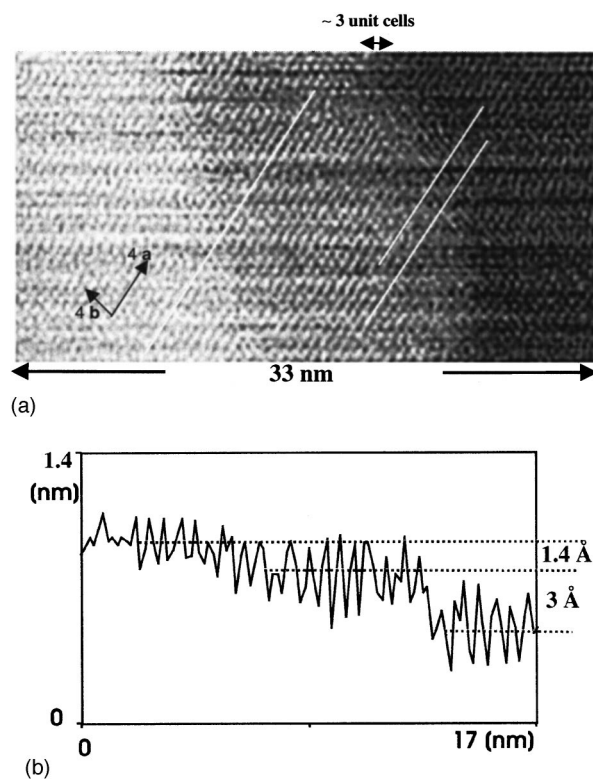 ~ 3 unit cells
4 a
4 b
33 nm
(a)
1.4
(nm)
1.4 Å
3 Å
0
0
17 (nm)
(b)